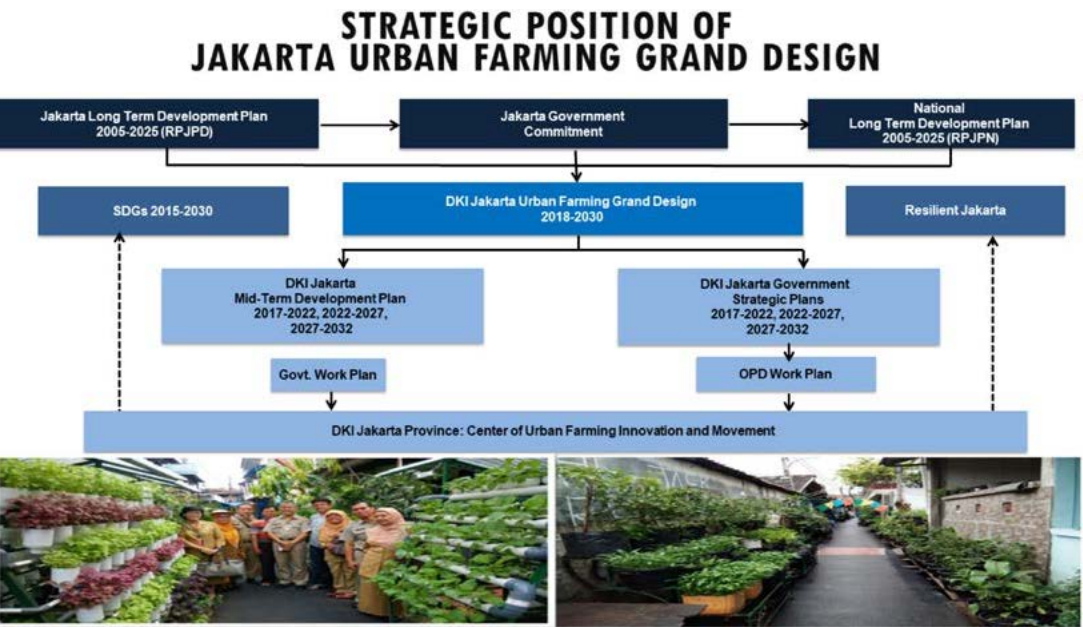 STRATEGIC POSITION OF
JAKARTA URBAN FARMING GRAND DESIGN
Jakarta Long Term Development Plan
2005-2025 (RPJPD)
Jakarta Government
Commitment
National
Long Term Development Plan
2005-2025 (RPJPN)
SDGs 2015-2030
DKI Jakarta Urban Farming Grand Design
2018-2030
Resilient Jakarta
DKI Jakarta
Mid-Term Development Plan
2017-2022, 2022-2027,
2027-2032
DKI Jakarta Government
Strategic Plans
2017-2022, 2022-2027,
2027-2032
Govt. Work Plan
OPD Work Plan
DKI Jakarta Province: Center of Urban Farming Innovation and Movement